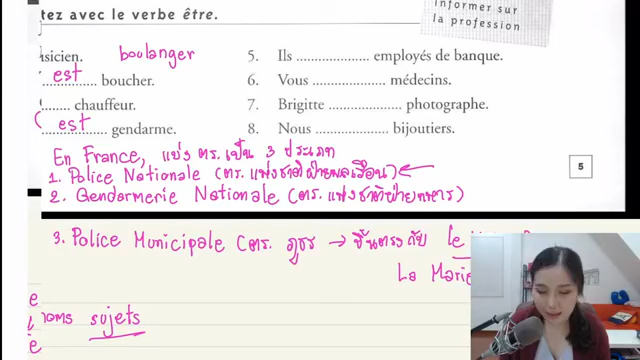 tez avec le verbe être.
informer sur
la profession
sicien. boulanger
est boucher.
chauffeur.
est gendarme.
5. Ils .................... employés de banque.
6. Vous .................... médecins.
7. Brigitte .................... photographe.
8. Nous .................... bijoutiers.
En France, แบ่ง ตร. เป็น 3 ประเภท
1. Police Nationale (ตร. แห่งชาติฝ่ายพลเรือน) ←
2. Gendarmerie Nationale (ตร. แห่งชาติฝ่ายทหาร)
5
3. Police Municipale (ตร. ภูธร → ขึ้นตรงกับ le
La Marie
sujets